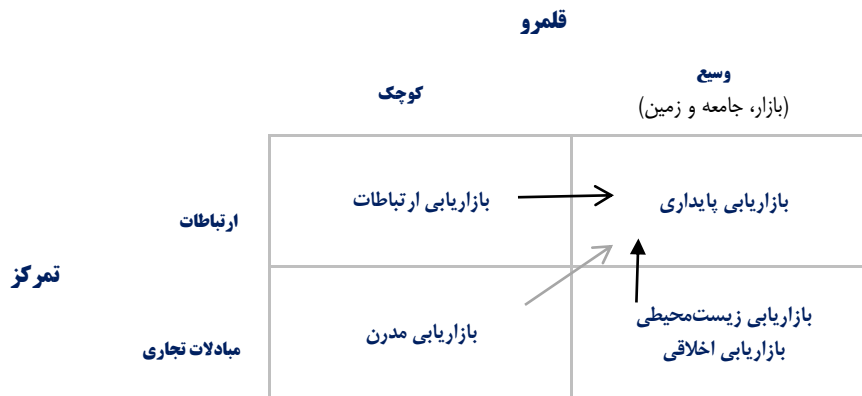 قلمرو
وسیع
کوچک
(بازار، جامعه و زمین)
بازاریابی پایداری
بازاریابی ارتباطات
ارتباطات
تمرکز
بازاریابی زیست‌محیطی
بازاریابی اخلاقی
بازاریابی مدرن
مبادلات تجاری